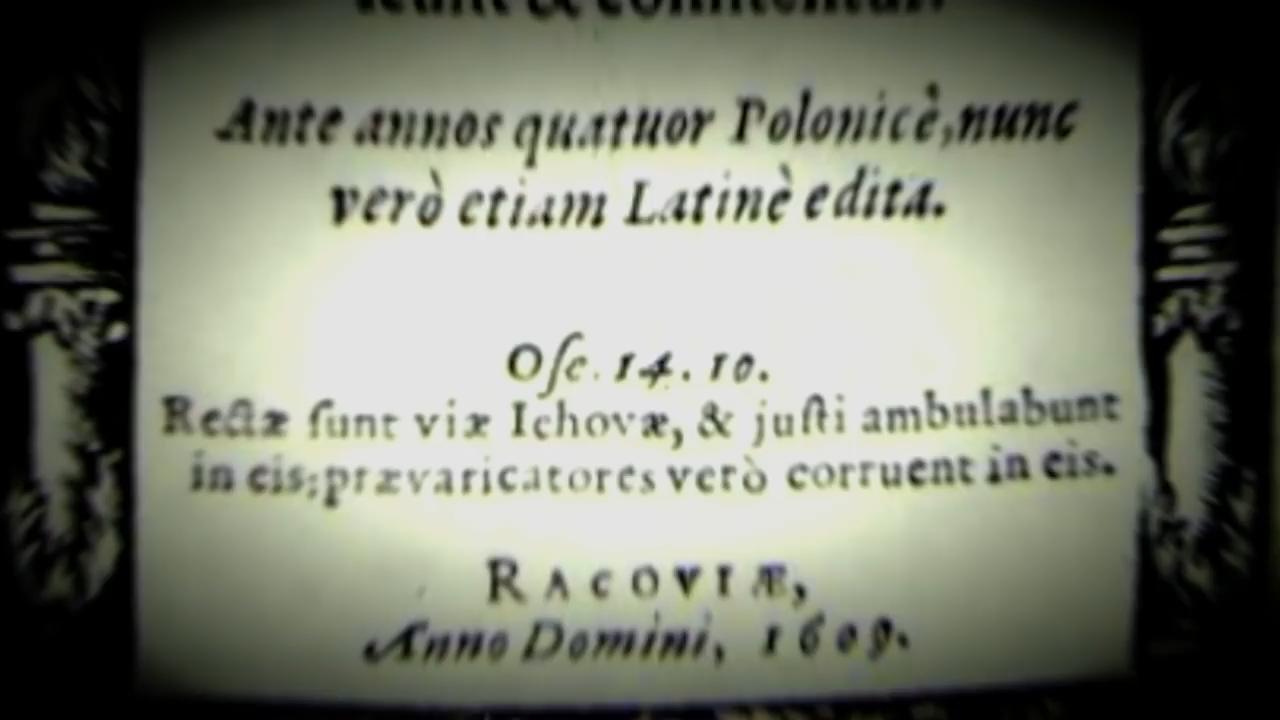 Ante annos quatuor Polonicè, nunc
verò etiam Latinè edita.
Oſe. 14. 10.
Rectæ ſunt viæ Iehovæ, & juſti ambulabunt
in eis; prævaricatores verò corruent in eis.
RACOVIÆ,
Anno Domini, 1609.